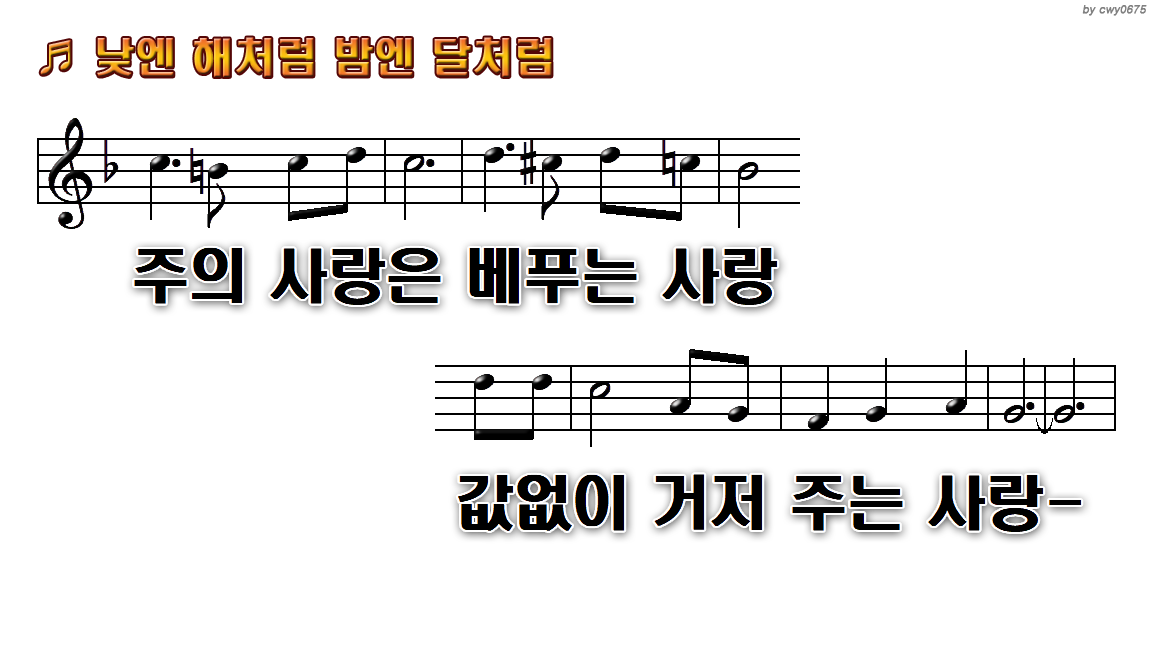 by cwy0675
♬ 낮엔 해처럼 밤엔 달처럼
주의 사랑은 베푸는 사랑
값없이 거저 주는 사랑-